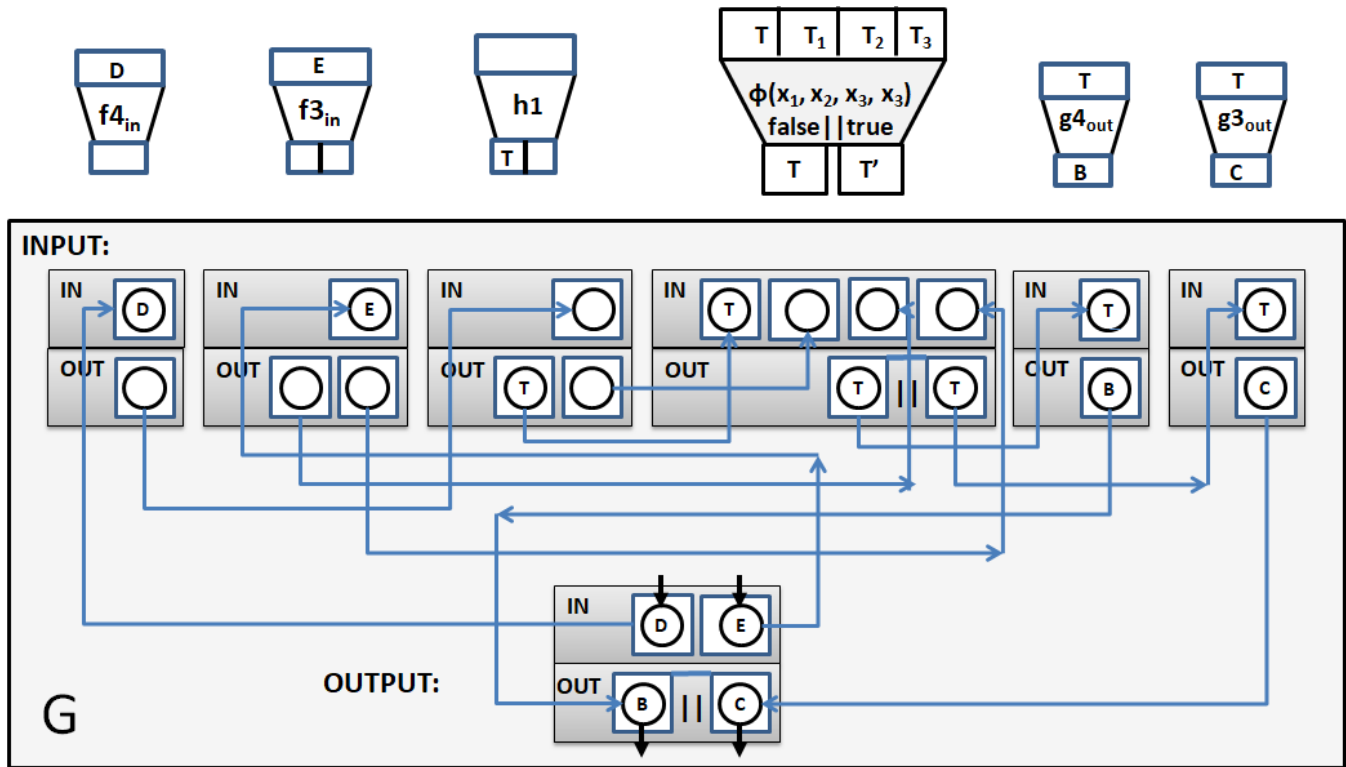 D
f4in
E
f3in
h1
T
T T1 T2 T3
ϕ(x1, x2, x3, x3)
false||true
T T’
T
g4out
B
T
g3out
C
INPUT:
IN D
OUT
IN E
OUT
IN
OUT T
IN T
OUT T || T
IN T
OUT B
IN T
OUT C
IN D E
OUTPUT:
OUT B || C
G